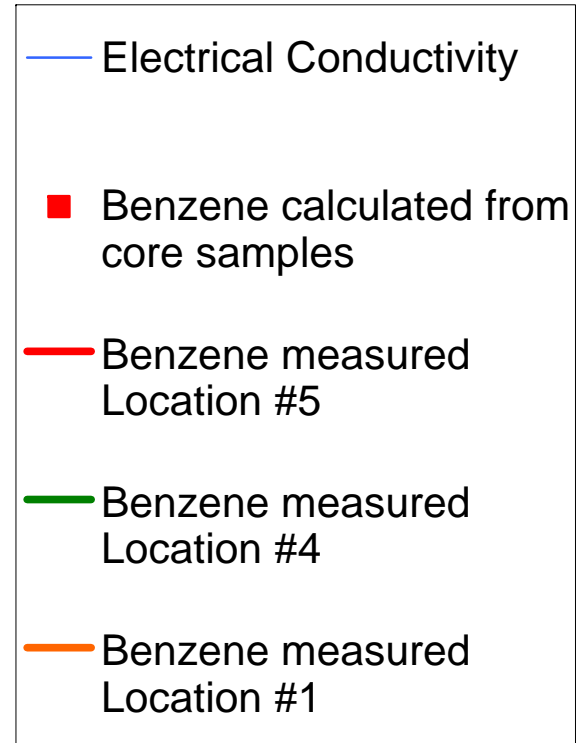 Electrical Conductivity
Benzene calculated from
core samples
Benzene measured
Location #5
Benzene measured
Location #4
Benzene measured
Location #1